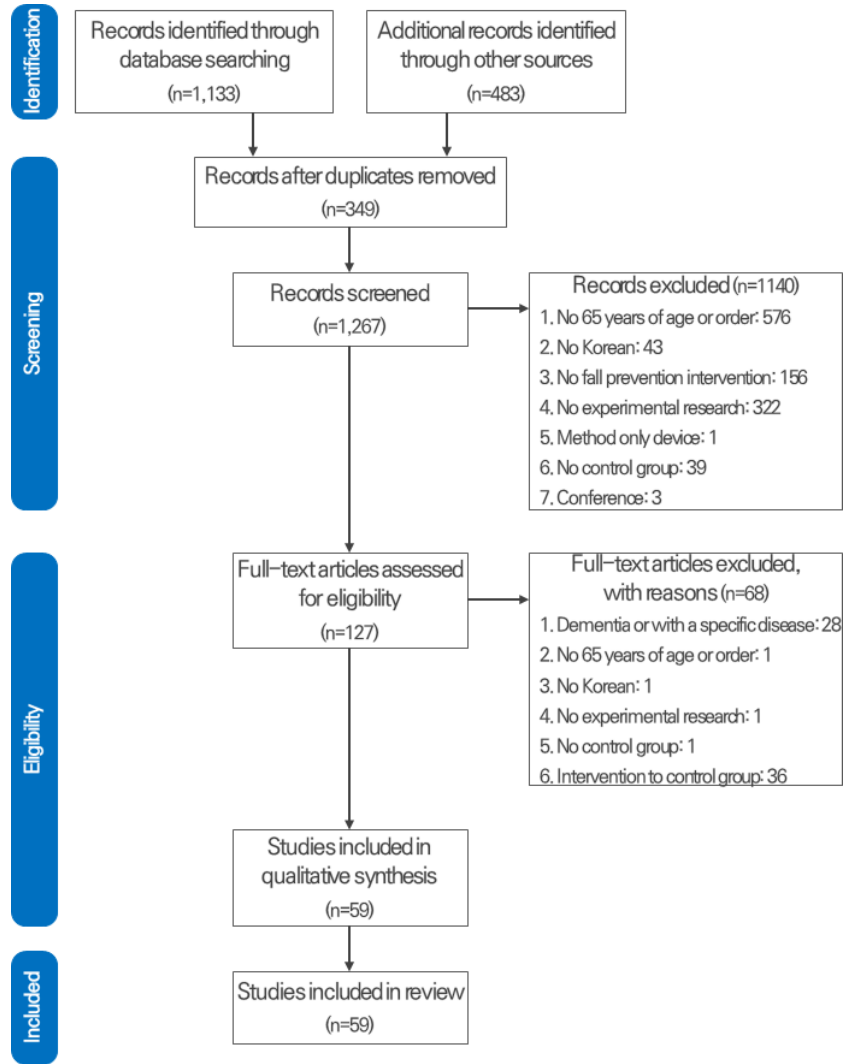 Identification
Records identified through
database searching
(n=1,133)
Additional records identified
through other sources
(n=483)
Screening
Records after duplicates removed
(n=349)
Records screened
(n=1,267)
Records excluded (n=1140)
1. No 65 years of age or order: 576
2. No Korean: 43
3. No fall prevention intervention: 156
4. No experimental research: 322
5. Method only device: 1
6. No control group: 39
7. Conference: 3
Eligibility
Full-text articles assessed
for eligibility
(n=127)
Full-text articles excluded,
with reasons (n=68)
1. Dementia or with a specific disease: 28
2. No 65 years of age or order: 1
3. No Korean: 1
4. No experimental research: 1
5. No control group: 1
6. Intervention to control group: 36
Studies included in
qualitative synthesis
(n=59)
Included
Studies included in review
(n=59)